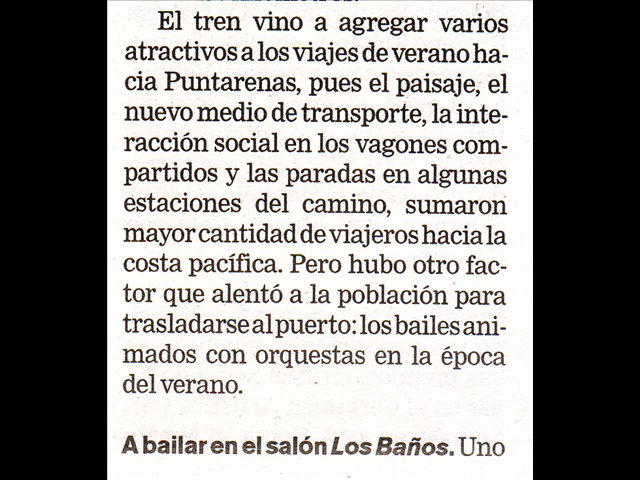 El tren vino a agregar varios
atractivos a los viajes de verano ha-
cia Puntarenas, pues el paisaje, el
nuevo medio de transporte, la inte-
racción social en los vagones com-
partidos y las paradas en algunas
estaciones del camino, sumaron
mayor cantidad de viajeros hacia la
costa pacífica. Pero hubo otro fac-
tor que alentó a la población para
trasladarse al puerto: los bailes ani-
mados con orquestas en la época
del verano.
A bailar en el salón Los Baños. Uno